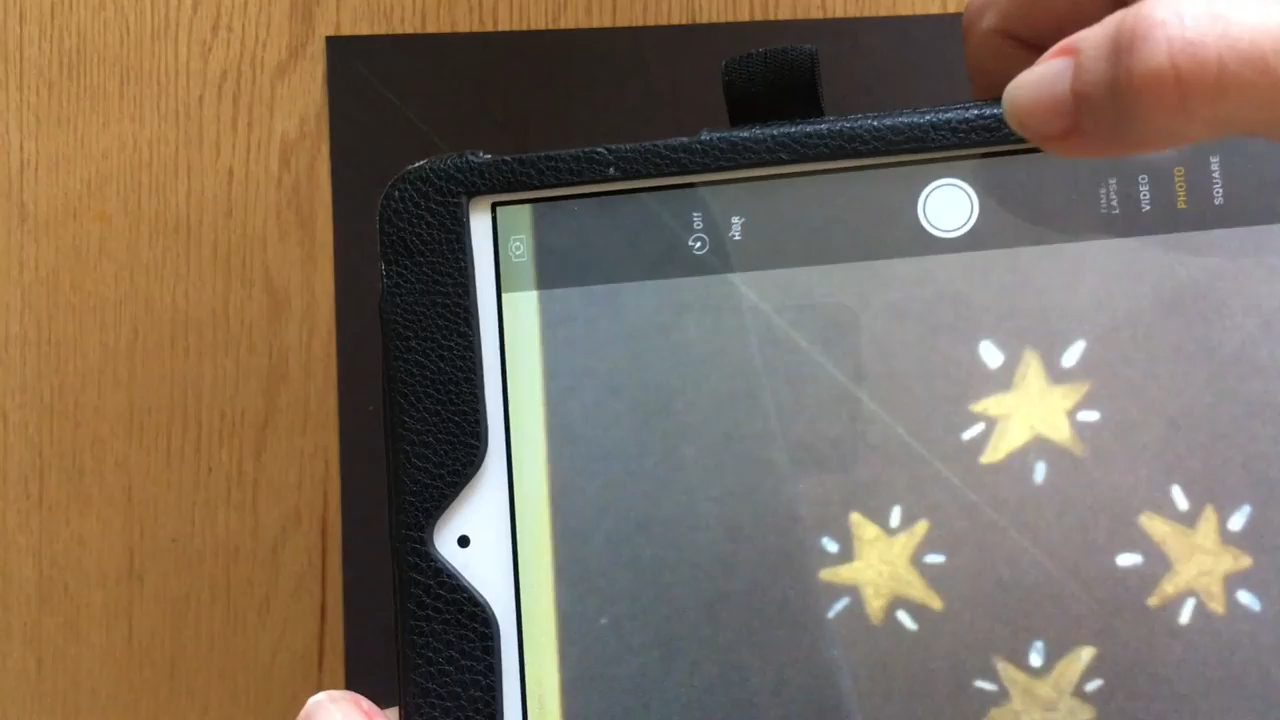 Off
HDR
TIME-
LAPSE
VIDEO
PHOTO
SQUARE